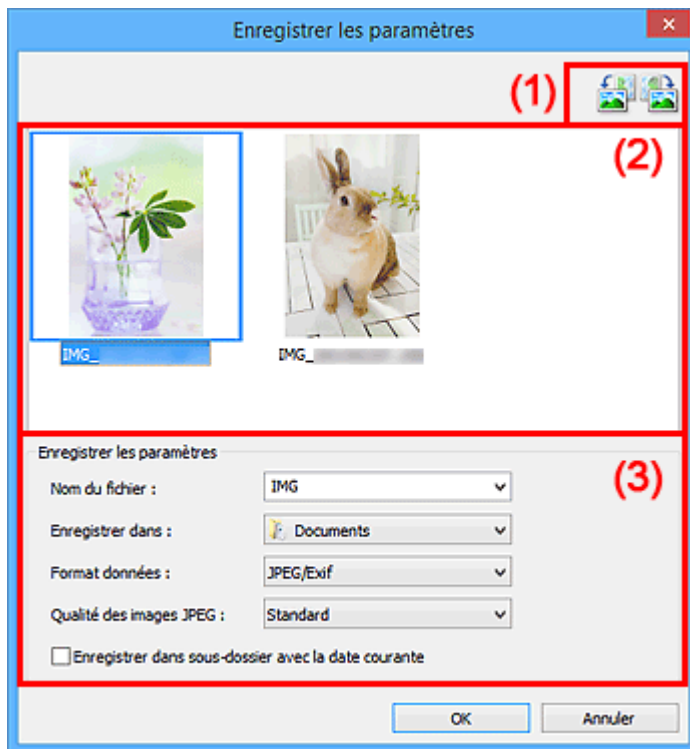 Enregistrer les paramètres
(1)
(2)
IMG_
IMG_
Enregistrer les paramètres
(3)
Nom du fichier : IMG
Enregistrer dans : Documents
Format données : JPEG/Exif
Qualité des images JPEG : Standard
Enregistrer dans sous-dossier avec la date courante
OK Annuler